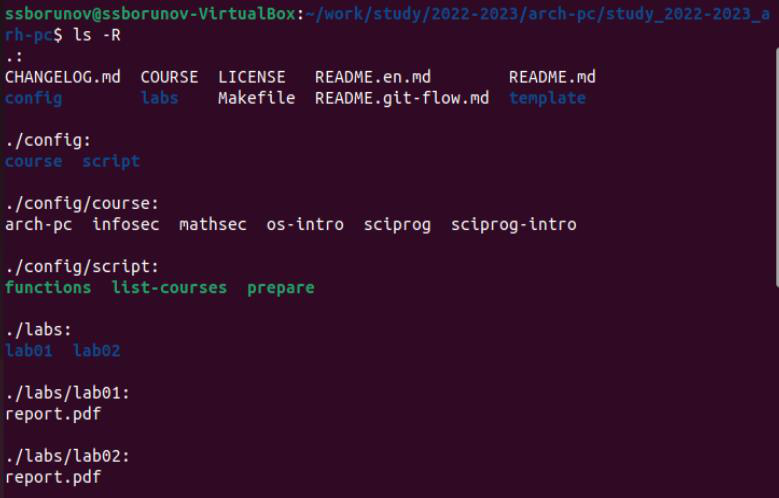 ssborunov@ssborunov-VirtualBox:~/work/study/2022-2023/arch-pc/study_2022-2023_a
rh-pc$ ls -R
.:
CHANGELOG.md  COURSE  LICENSE   README.en.md        README.md
config        labs    Makefile  README.git-flow.md  template

./config:
course  script

./config/course:
arch-pc  infosec  mathsec  os-intro  sciprog  sciprog-intro

./config/script:
functions  list-courses  prepare

./labs:
lab01  lab02

./labs/lab01:
report.pdf

./labs/lab02:
report.pdf